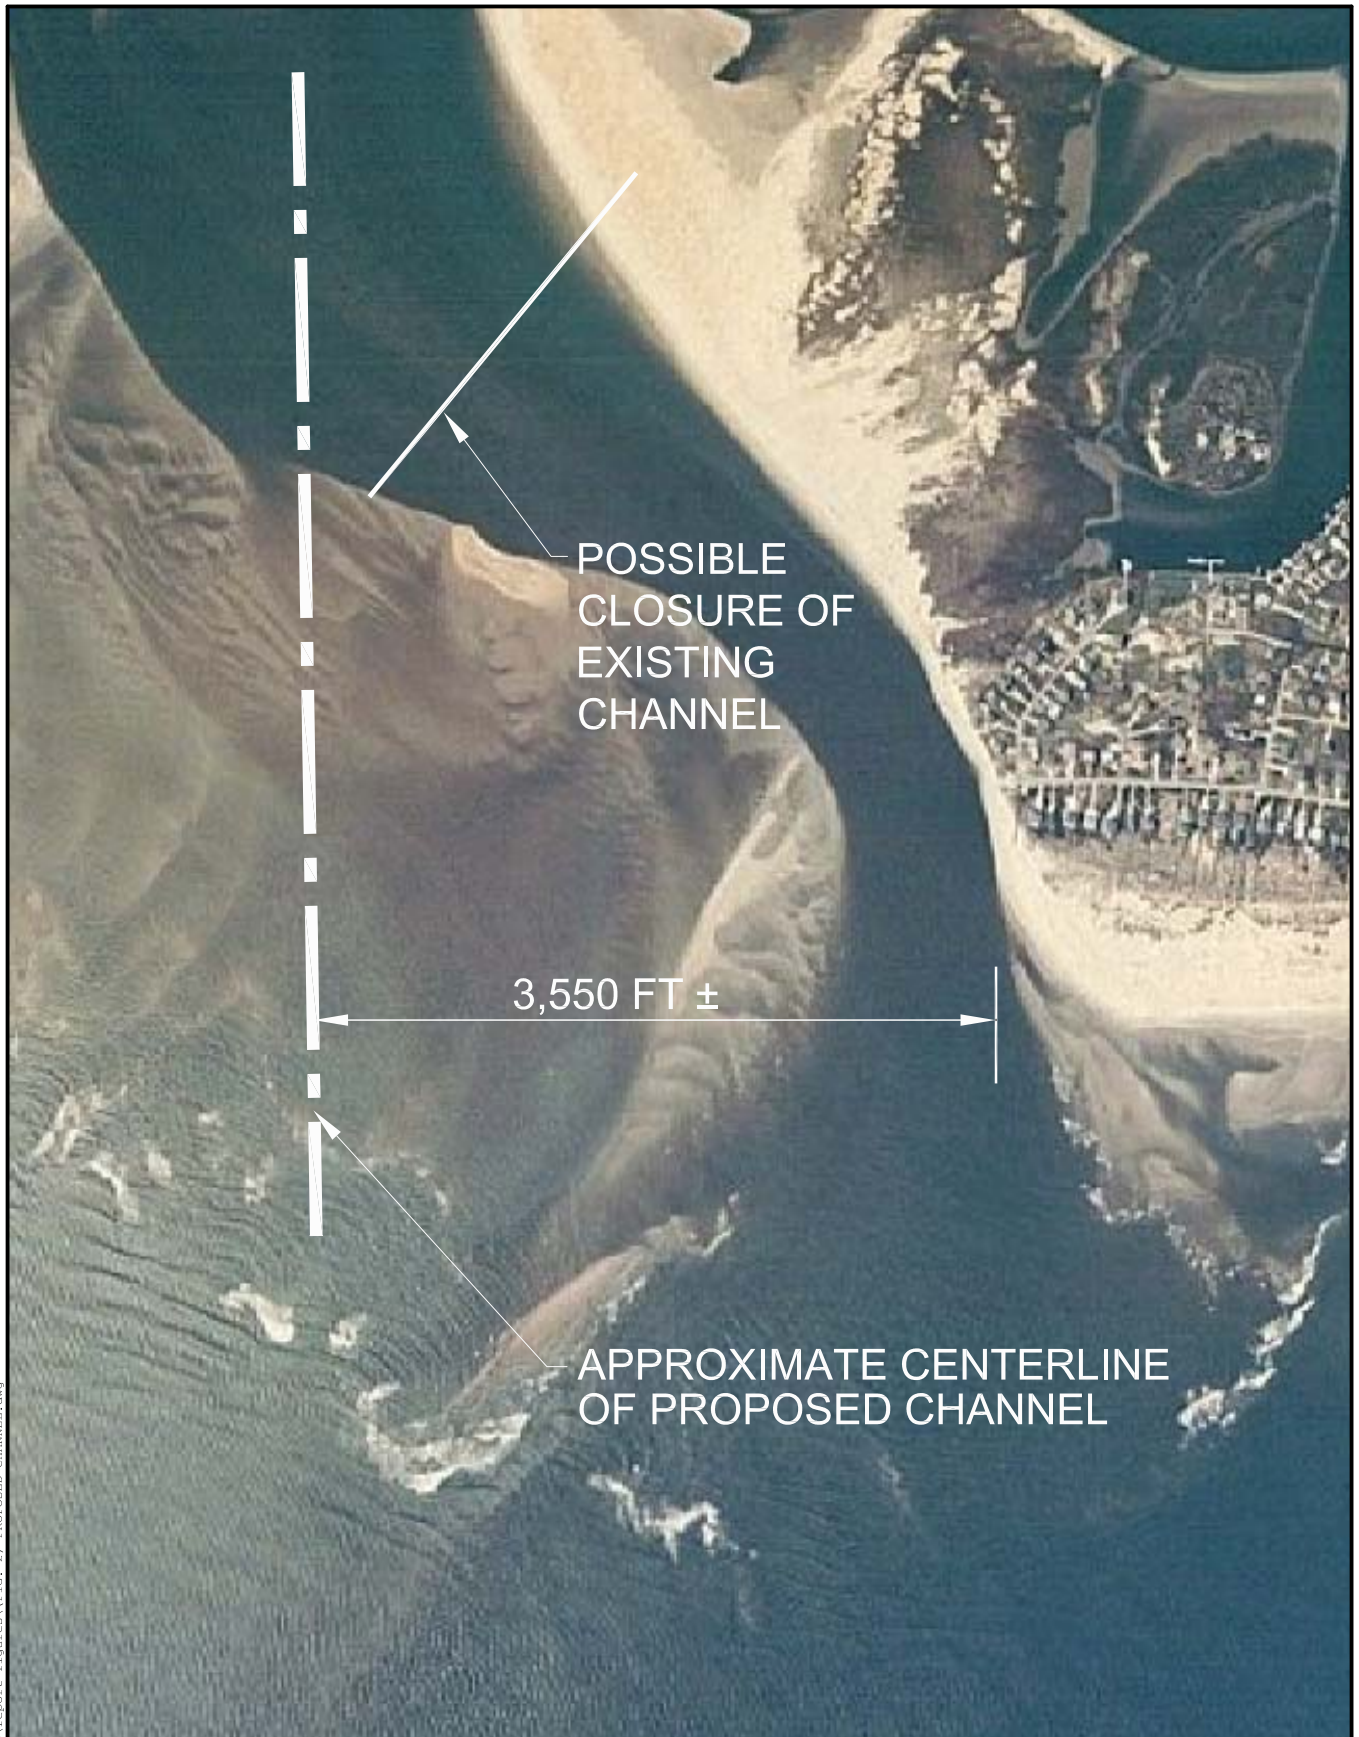 POSSIBLE
CLOSURE OF
EXISTING
CHANNEL
3,550 FT ±
APPROXIMATE CENTERLINE
OF PROPOSED CHANNEL